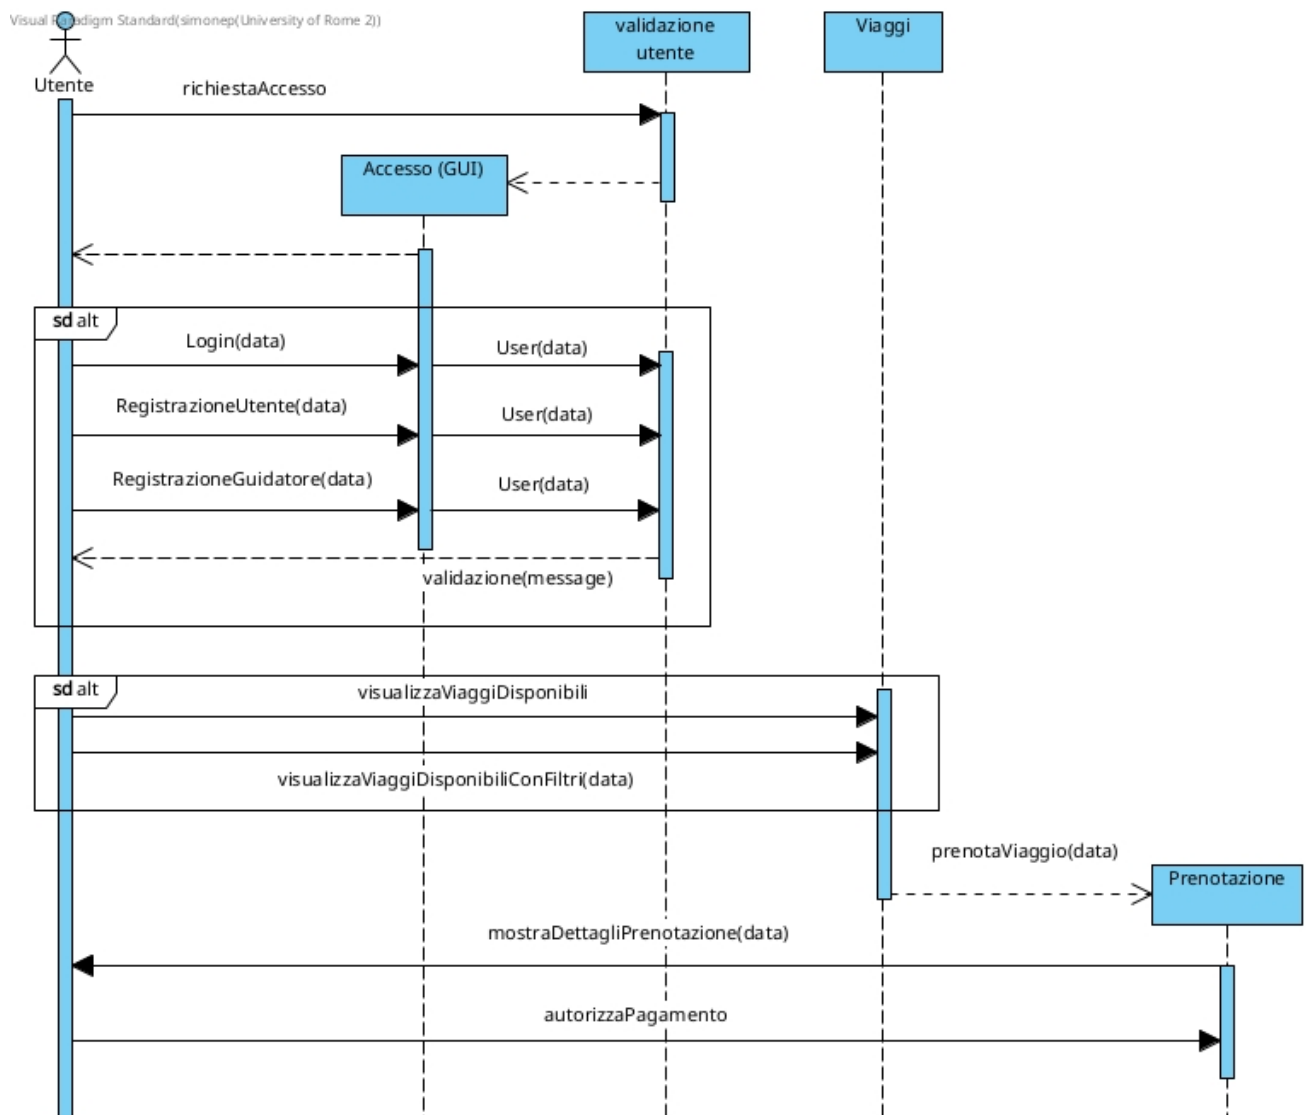 Visual Paradigm Standard(simonep(University of Rome 2))
Utente
validazione
utente
Viaggi
richiestaAccesso
Accesso (GUI)
sd alt
Login(data)
User(data)
RegistrazioneUtente(data)
User(data)
RegistrazioneGuidatore(data)
User(data)
validazione(message)
sd alt
visualizzaViaggiDisponibili
visualizzaViaggiDisponibiliConFiltri(data)
prenotaViaggio(data)
Prenotazione
mostraDettagliPrenotazione(data)
autorizzaPagamento